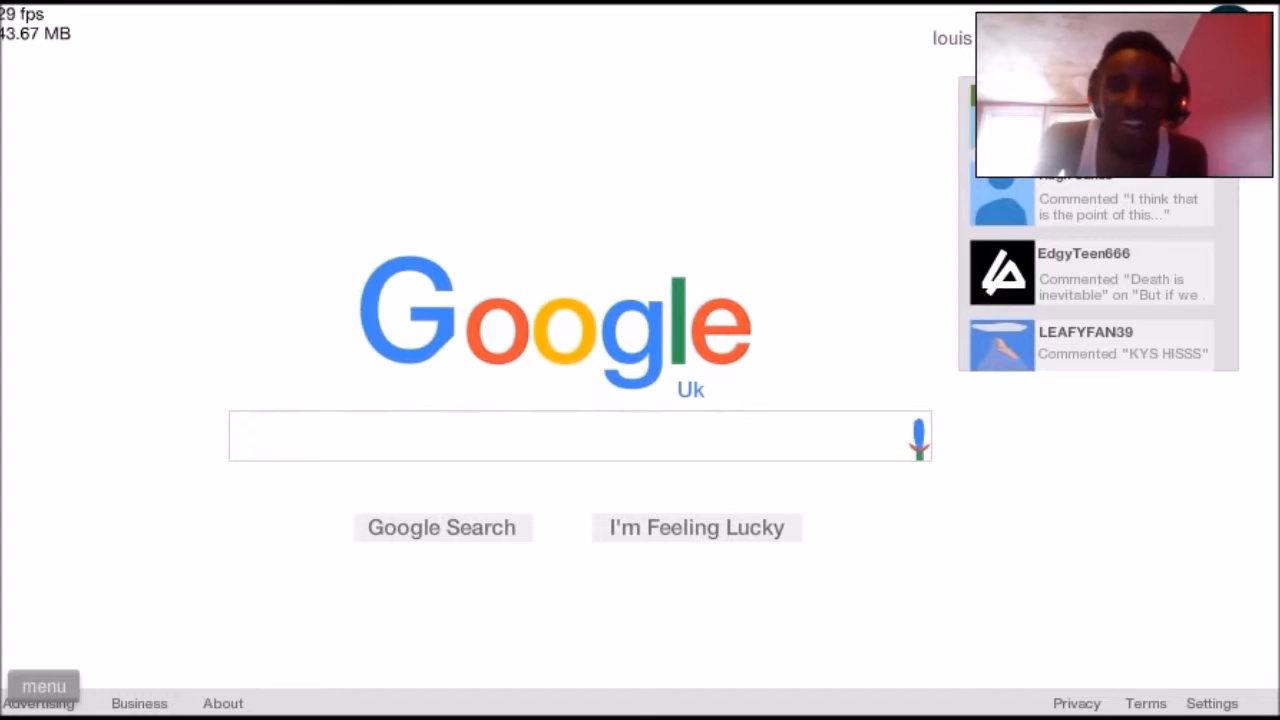 29 fps
43.67 MB
louis
Commented "I think that
is the point of this..."
EdgyTeen666
Commented "Death is
inevitable" on "But if we .
LEAFYFAN39
Commented "KYS HISSS"
Google
Uk
Google Search
I'm Feeling Lucky
menu
Advertising
Business
About
Privacy
Terms
Settings